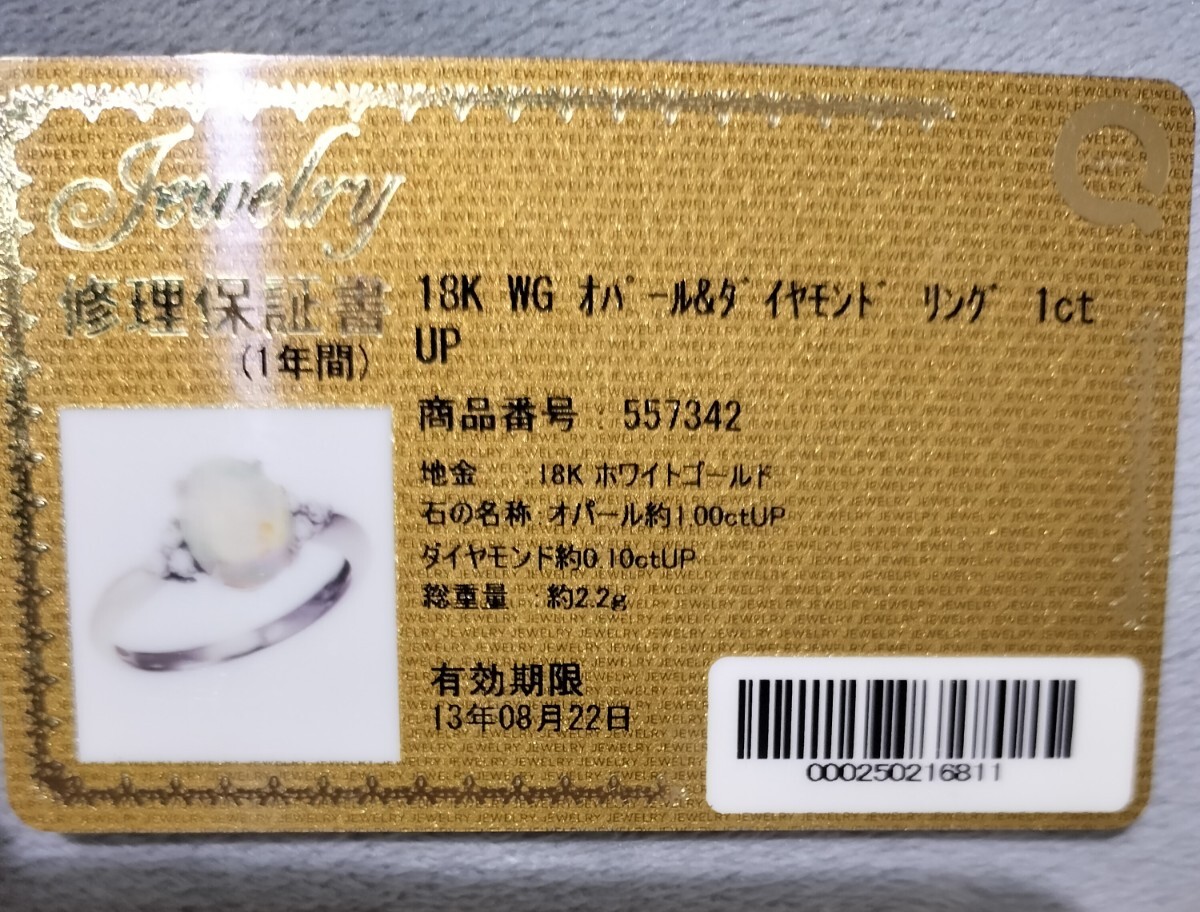 Jewelry
修理保証書
(1年間)
18K WG ｵﾊﾟｰﾙ&ﾀﾞｲﾔﾓﾝﾄﾞ ﾘﾝｸﾞ 1ct
UP
商品番号 557342
地金 18K ホワイトゴールド
石の名称 オパール約1.00ctUP
ダイヤモンド約0.10ctUP
総重量 約2.2g
有効期限
13年08月22日
000250216811